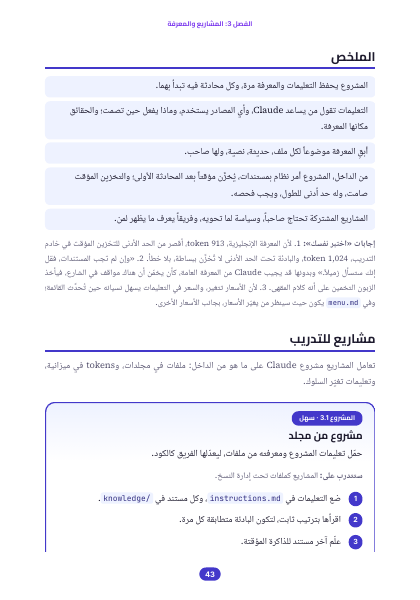 الفصل 3: المشاريع والمعرفة
الملخص
المشروع يحفظ التعليمات والمعرفة مرة، وكل محادثة فيه تبدأ بهما.
التعليمات تقول من يساعد Claude، وأي المصادر يستخدم، وماذا يفعل حين تصمت؛ والحقائق
مكانها المعرفة.
أبقِ المعرفة موضوعاً لكل ملف، حديثة، نصية، ولها صاحب.
من الداخل، المشروع أمر نظام بمستندات، يُخزَّن مؤقتاً بعد المحادثة الأولى؛ والتخزين المؤقت
صامت، وله حد أدنى للطول، ويجب فحصه.
المشاريع المشتركة تحتاج صاحباً، وسياسة لما تحويه، وفريقاً يعرف ما يظهر لمن.
إجابات «اختبر نفسك»: 1. لأن المعرفة الإنجليزية، 913 token، أقصر من الحد الأدنى للتخزين المؤقت في خادم
التدريب، 1,024 token، والبادئة تحت الحد الأدنى لا تُخزَّن ببساطة، بلا خطأ. 2. «وإن لم تجب المستندات، فقل
إنك ستسأل زميلاً.» وبدونها قد يجيب Claude من المعرفة العامة، كأن يخمّن أن هناك مواقف في الشارع، فيأخذ
الزبون التخمين على أنه كلام المقهى. 3. لأن الأسعار تتغير، والسعر في التعليمات يسهل نسيانه حين تُحدَّث القائمة؛
وفي menu.md يكون حيث سينظر من يغيّر الأسعار، بجانب الأسعار الأخرى.
مشاريع للتدريب
تعامل المشاريع مشروع Claude على ما هو من الداخل: ملفات في مجلدات، وtokens في ميزانية،
وتعليمات تغيّر السلوك.
المشروع 3.1 · سهل
مشروع من مجلد
حمّل تعليمات المشروع ومعرفته من ملفات، ليعدّلها الفريق كالكود.
ستتدرب على: المشاريع كملفات تحت إدارة النسخ.
1 ضع التعليمات في instructions.md، وكل مستند في knowledge/.
2 اقرأها بترتيب ثابت، لتكون البادئة متطابقة كل مرة.
3 علّم آخر مستند للذاكرة المؤقتة.
43